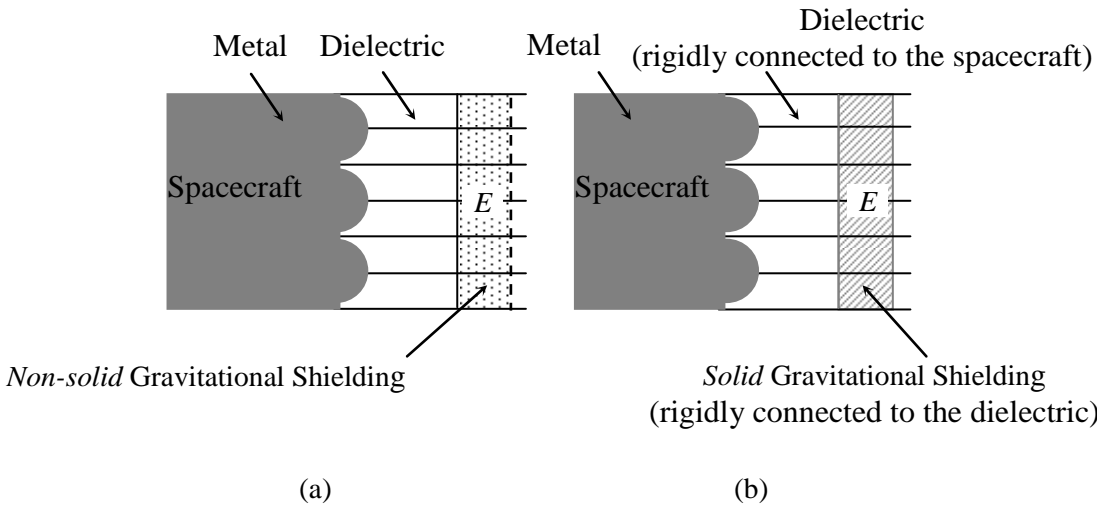 Metal
Dielectric
Spacecraft
E
Non-solid Gravitational Shielding
(a)
Metal
Dielectric
(rigidly connected to the spacecraft)
Spacecraft
E
Solid Gravitational Shielding
(rigidly connected to the dielectric)
(b)